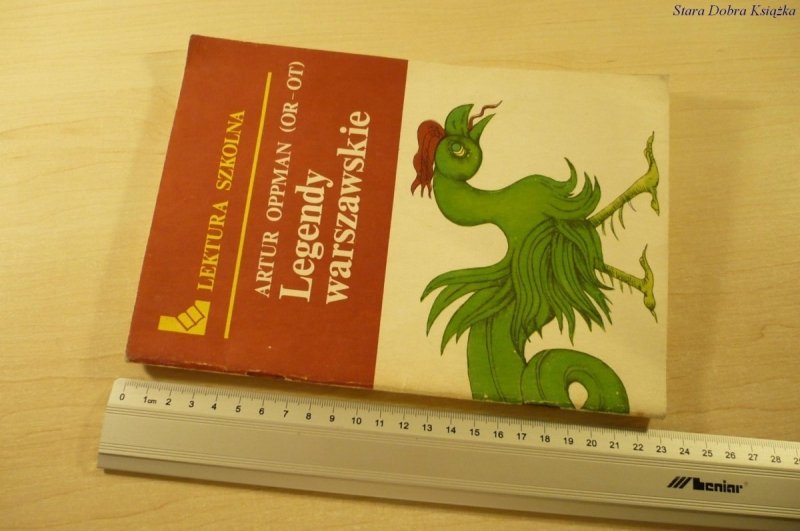 Stara Dobra Książka
LEKTURA SZKOLNA
ARTUR OPPMAN (OR-OT)
Legendy
warszawskie
0 1cm 2 3 4 5 6 7 8 9 10 11 12 13 14 15 16 17 18 19 20 21 22 23 24 25 26 27 28 29
Leniar®